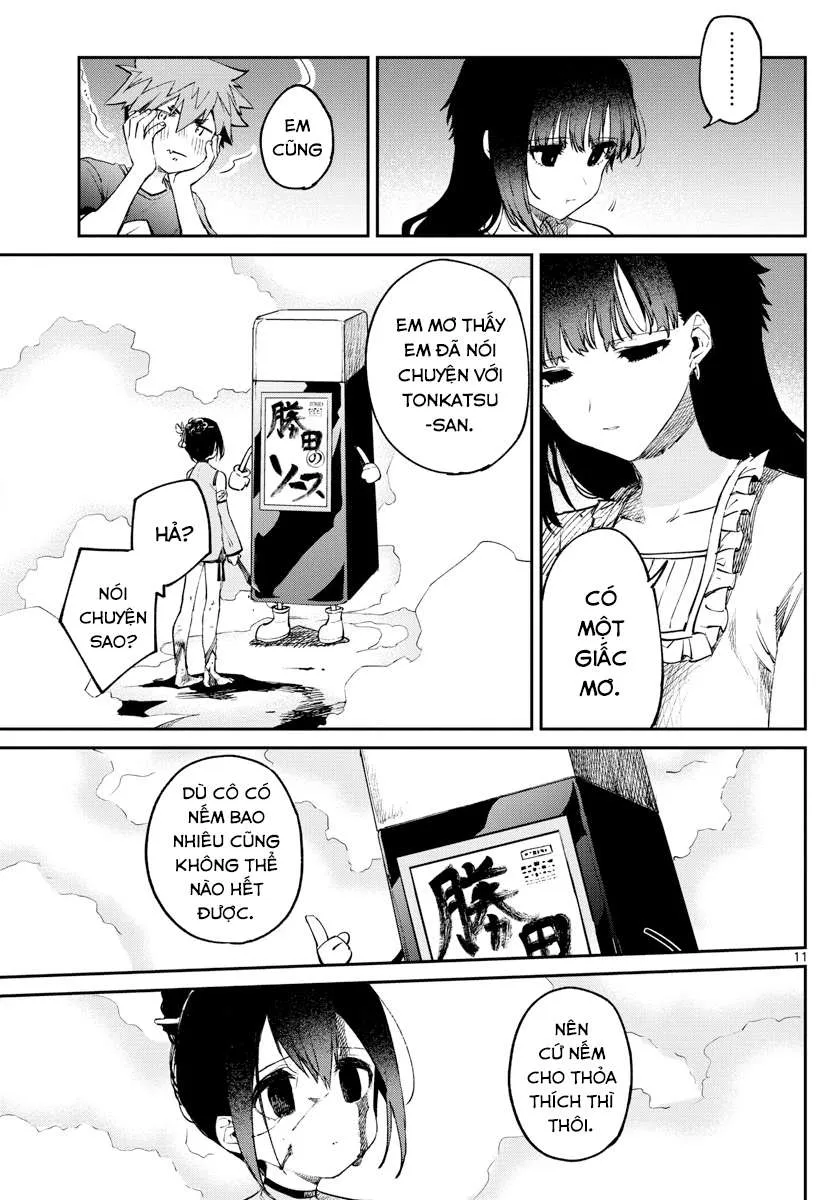 ………
EM
CŨNG
CÓ
MỘT
GIẤC
MƠ.
EM MƠ THẤY
EM ĐÃ NÓI
CHUYỆN VỚI
TONKATSU
-SAN.
勝田の
ソース
HẢ?
NÓI
CHUYỆN
SAO?
DÙ CÔ CÓ
NẾM BAO
NHIÊU CŨNG
KHÔNG THỂ
NÀO HẾT
ĐƯỢC.
勝田
11
NÊN
CỨ NẾM
CHO THỎA
THÍCH THÌ
THÔI.